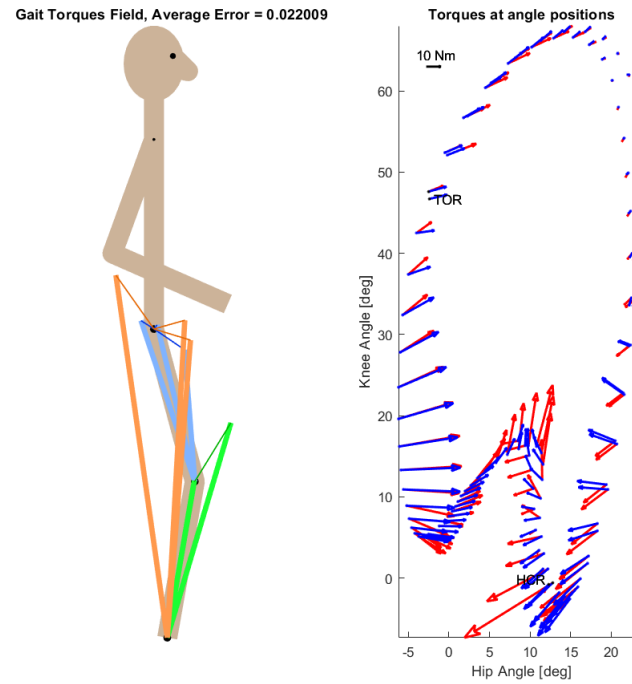 Gait Torques Field, Average Error = 0.022009
Torques at angle positions
10 Nm
TOR
HCR
Knee Angle [deg]
60
50
40
30
20
10
0
-5 0 5 10 15 20
Hip Angle [deg]